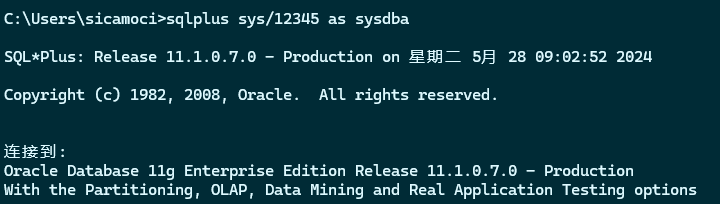 C:\Users\sicamoci>sqlplus sys/12345 as sysdba
SQL*Plus: Release 11.1.0.7.0 - Production on 星期二 5月 28 09:02:52 2024
Copyright (c) 1982, 2008, Oracle.  All rights reserved.
连接到:
Oracle Database 11g Enterprise Edition Release 11.1.0.7.0 - Production
With the Partitioning, OLAP, Data Mining and Real Application Testing options